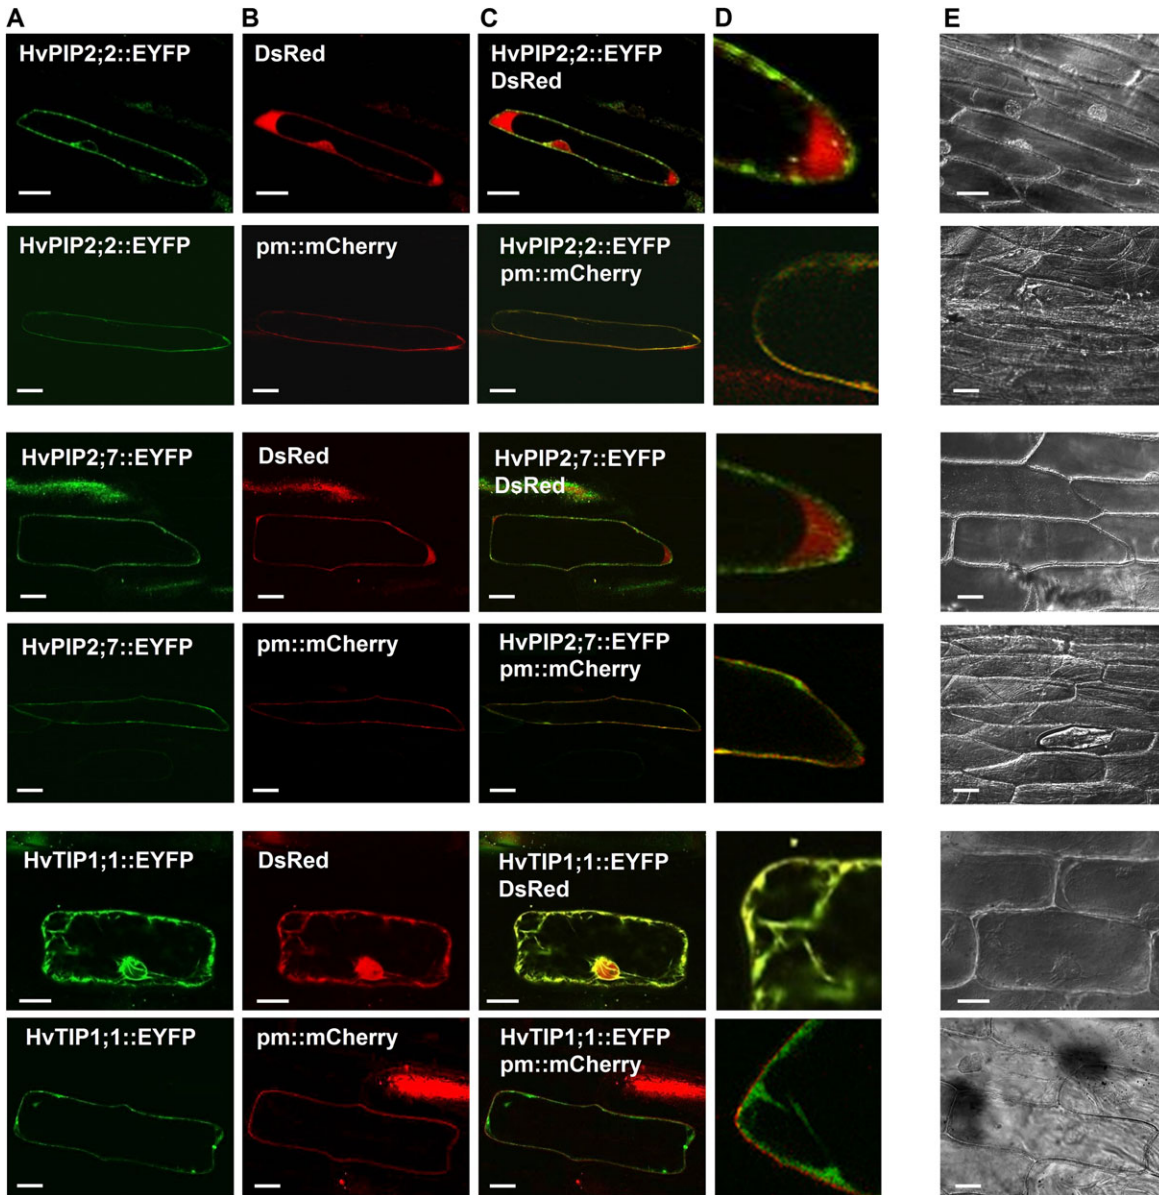 A
B
C
D
E
HvPIP2;2::EYFP
DsRed
HvPIP2;2::EYFP
DsRed
HvPIP2;2::EYFP
pm::mCherry
HvPIP2;2::EYFP
pm::mCherry
HvPIP2;7::EYFP
DsRed
HvPIP2;7::EYFP
DsRed
HvPIP2;7::EYFP
pm::mCherry
HvPIP2;7::EYFP
pm::mCherry
HvTIP1;1::EYFP
DsRed
HvTIP1;1::EYFP
DsRed
HvTIP1;1::EYFP
pm::mCherry
HvTIP1;1::EYFP
pm::mCherry